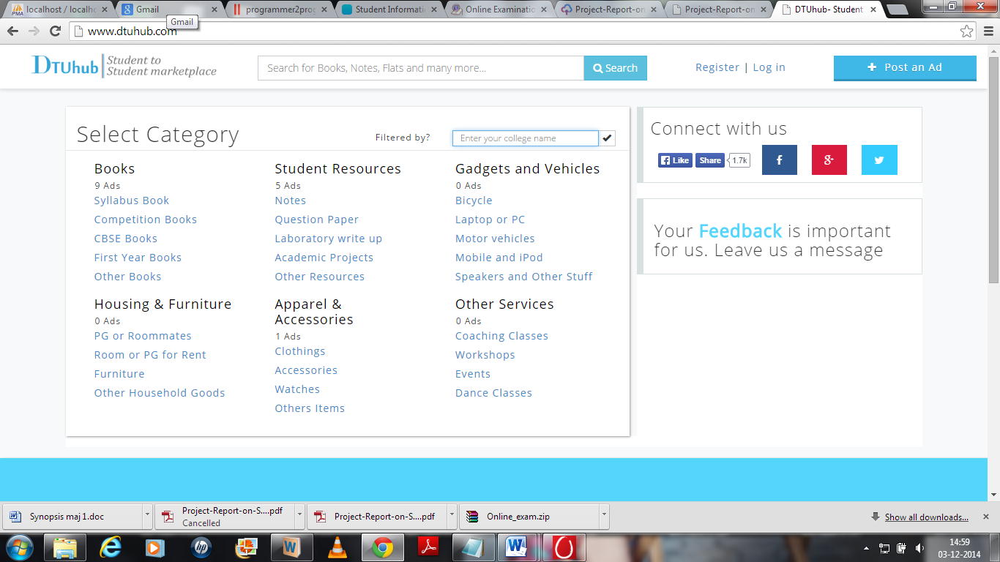 localhost / localho
Gmail
programmer2prog
Student Informatio
Online Examinatio
Project-Report-on-
Project-Report-on-
DTUhub- Student
Gmail
www.dtuhub.com
DTUhub
Student to
Student marketplace
Search for Books, Notes, Flats and many more...
Search
Register | Log in
+ Post an Ad
Select Category
Filtered by?
Enter your college name
Books
9 Ads
Syllabus Book
Competition Books
CBSE Books
First Year Books
Other Books
Student Resources
5 Ads
Notes
Question Paper
Laboratory write up
Academic Projects
Other Resources
Gadgets and Vehicles
0 Ads
Bicycle
Laptop or PC
Motor vehicles
Mobile and iPod
Speakers and Other Stuff
Housing & Furniture
0 Ads
PG or Roommates
Room or PG for Rent
Furniture
Other Household Goods
Apparel &
Accessories
1 Ads
Clothings
Accessories
Watches
Others Items
Other Services
0 Ads
Coaching Classes
Workshops
Events
Dance Classes
Connect with us
Like
Share
1.7k
Your Feedback is important
for us. Leave us a message
Synopsis maj 1.doc
Project-Report-on-S....pdf
Cancelled
Project-Report-on-S....pdf
Online_exam.zip
Show all downloads...
14:59
03-12-2014